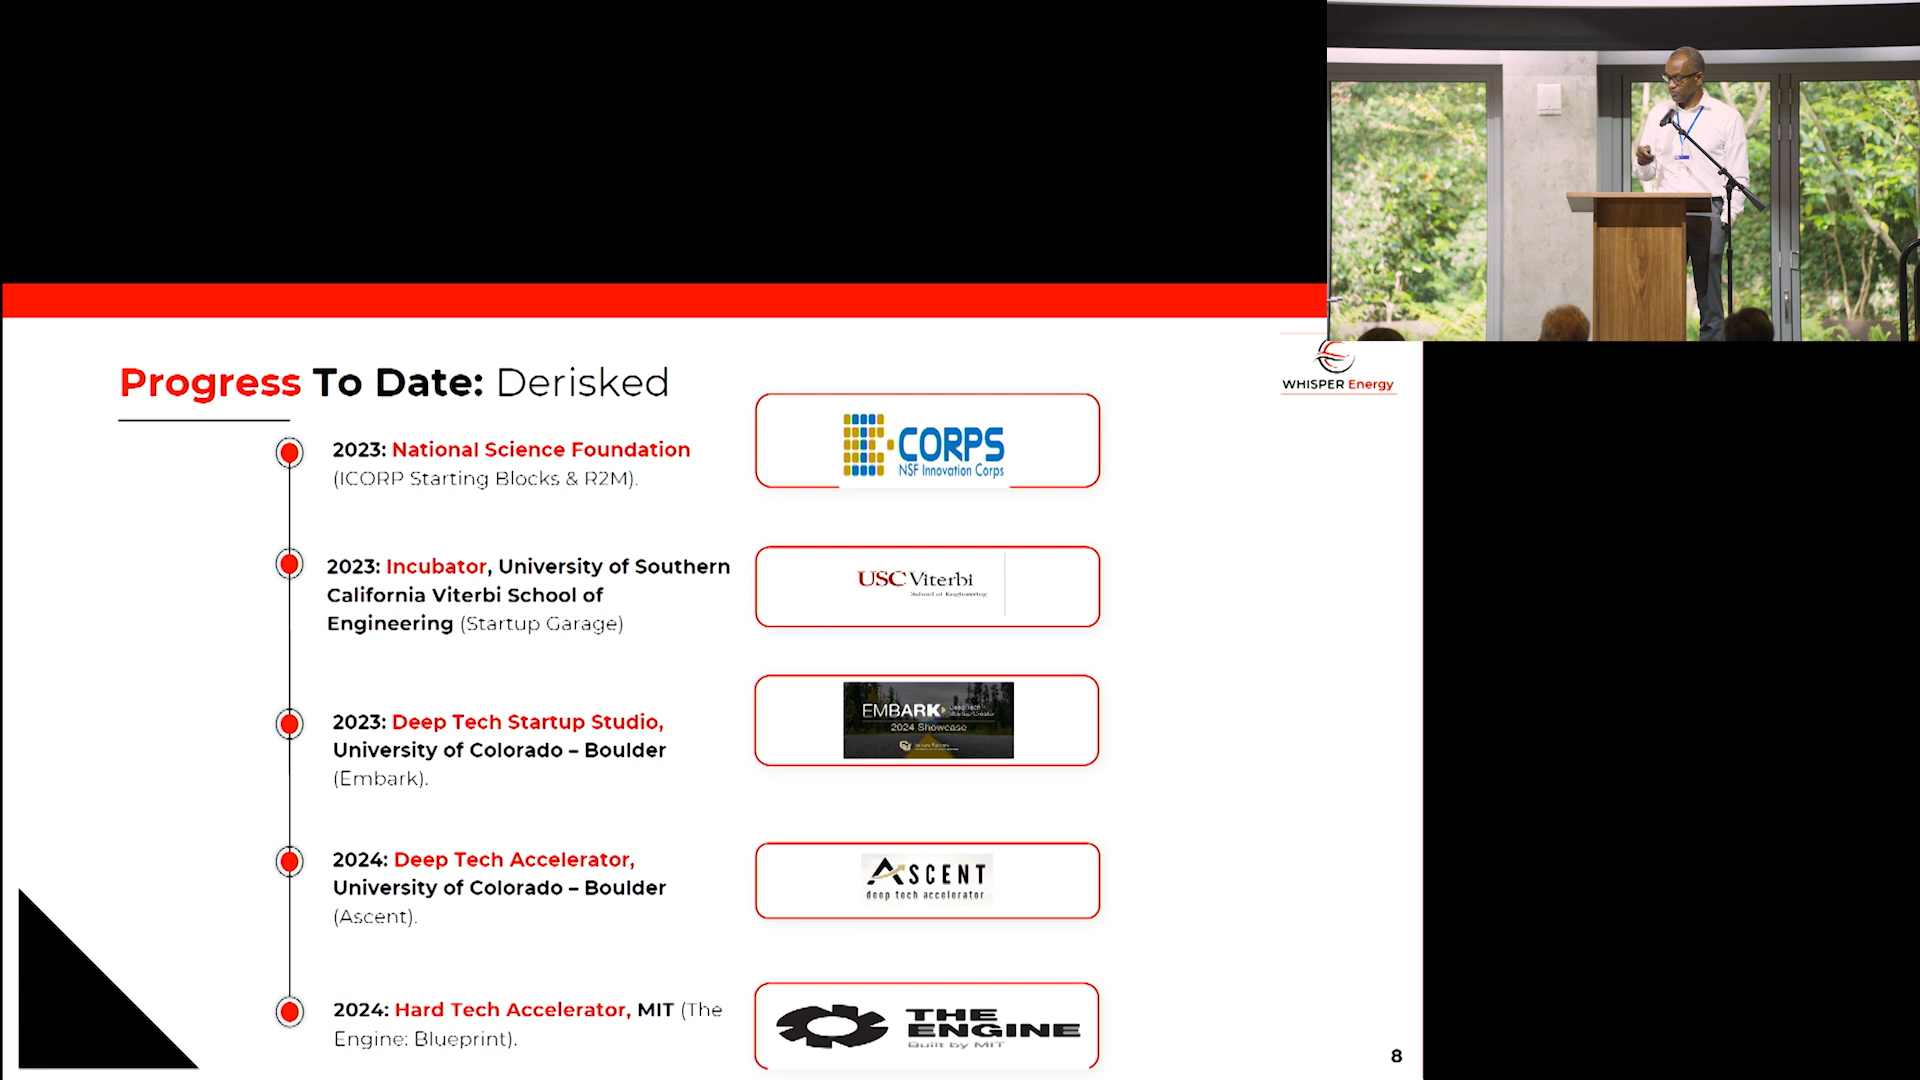 Progress To Date: Derisked
WHISPER Energy
2023: National Science Foundation
(ICORP Starting Blocks & R2M).
I-CORPS
NSF Innovation Corps
2023: Incubator, University of Southern
California Viterbi School of
Engineering (Startup Garage)
USC Viterbi
School of Engineering
2023: Deep Tech Startup Studio,
University of Colorado – Boulder
(Embark).
EMBARK
2024 Showcase
2024: Deep Tech Accelerator,
University of Colorado – Boulder
(Ascent).
ASCENT
deep tech accelerator
2024: Hard Tech Accelerator, MIT (The
Engine: Blueprint).
THE
ENGINE
Built by MIT
8